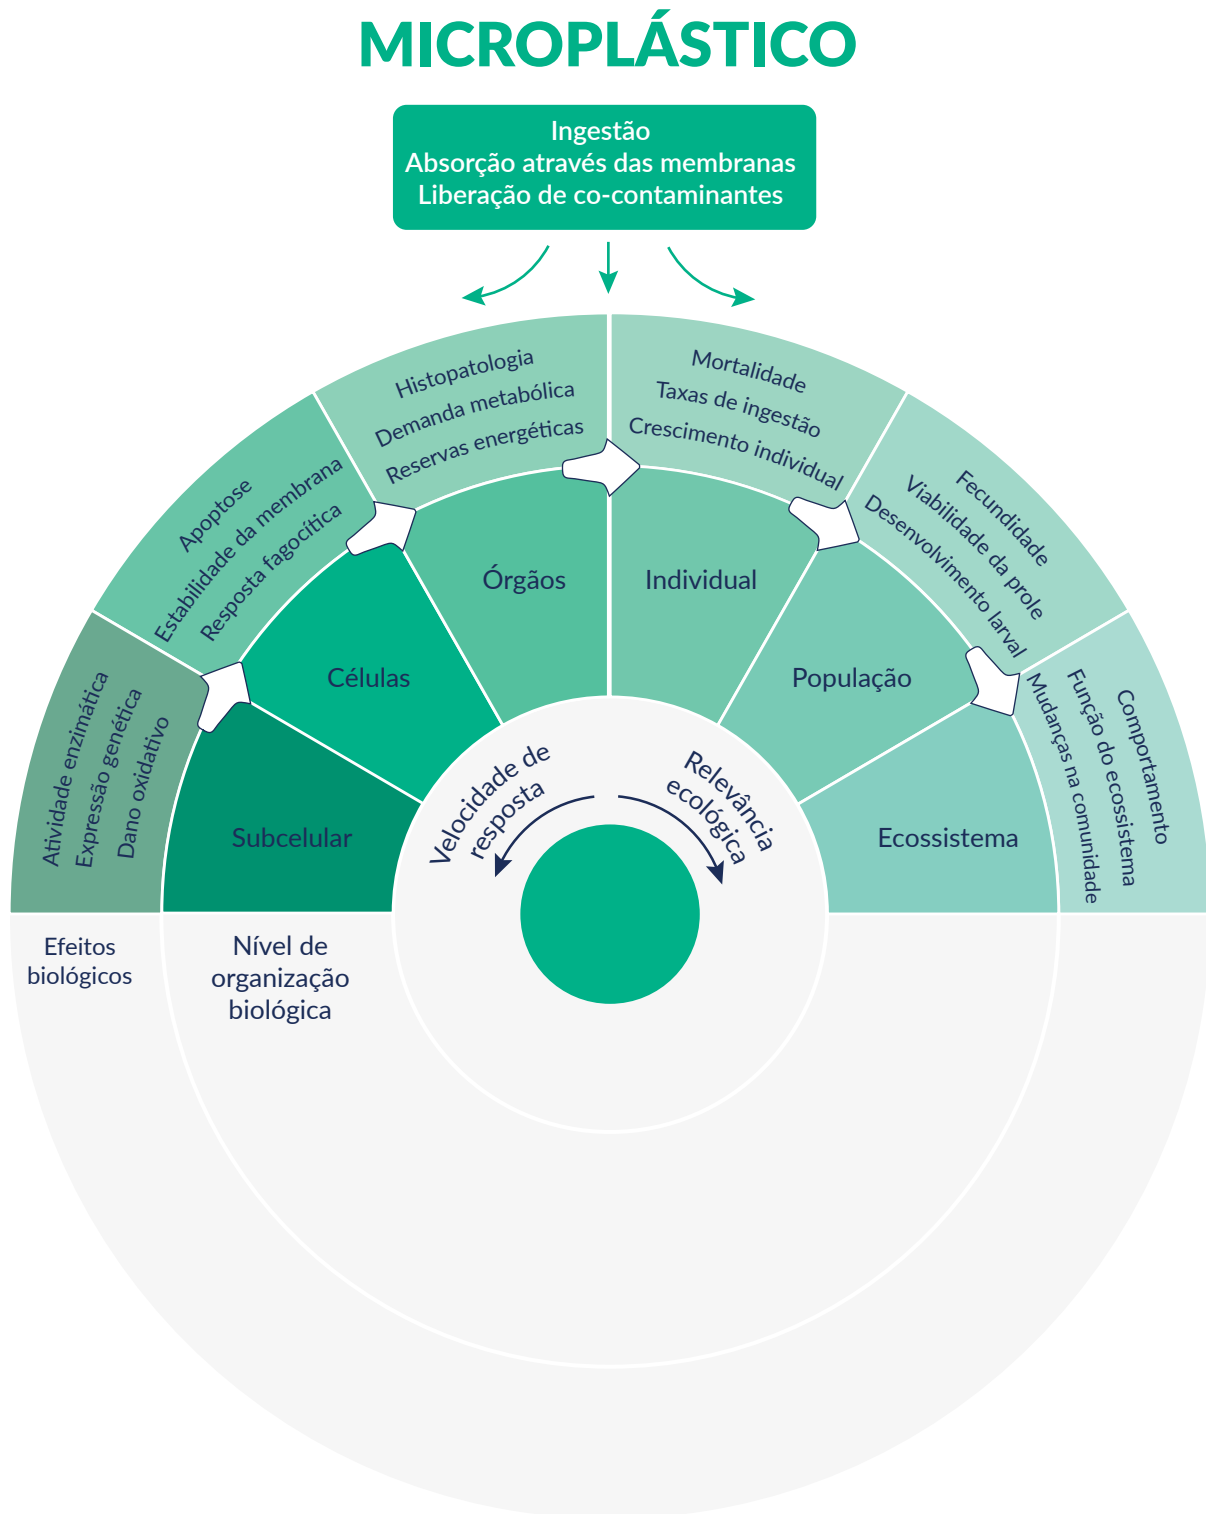 MICROPLÁSTICO
Ingestão
Absorção através das membranas
Liberação de co-contaminantes
Atividade enzimática
Expressão genética
Dano oxidativo
Apoptose
Estabilidade da membrana
Resposta fagocítica
Histopatologia
Demanda metabólica
Reservas energéticas
Mortalidade
Taxas de ingestão
Crescimento individual
Fecundidade
Viabilidade da prole
Desenvolvimento larval
Comportamento
Função do ecossistema
Mudanças na comunidade
Subcelular
Células
Órgãos
Individual
População
Ecossistema
Velocidade de
resposta
Relevância
ecológica
Efeitos
biológicos
Nível de
organização
biológica